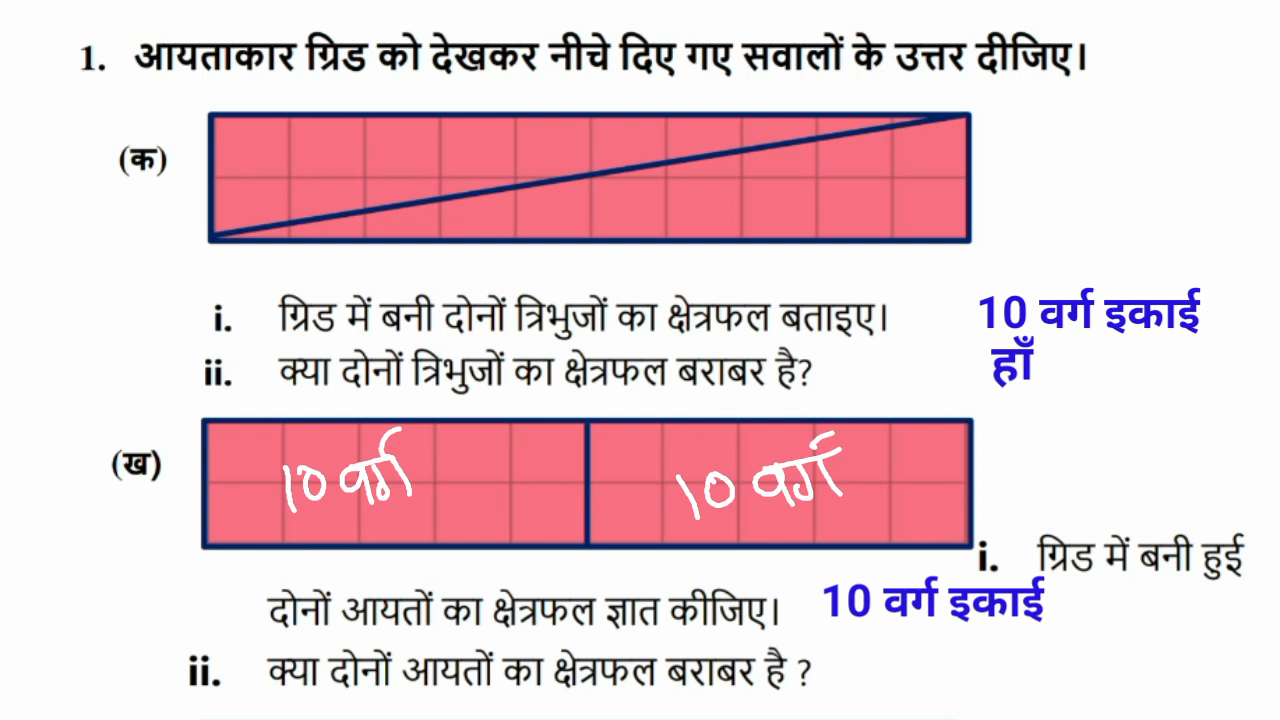 1. आयताकार ग्रिड को देखकर नीचे दिए गए सवालों के उत्तर दीजिए।
(क)
i. ग्रिड में बनी दोनों त्रिभुजों का क्षेत्रफल बताइए। 10 वर्ग इकाई
ii. क्या दोनों त्रिभुजों का क्षेत्रफल बराबर है? हाँ
(ख) 10 वर्ग 10 वर्ग
i. ग्रिड में बनी हुई
दोनों आयतों का क्षेत्रफल ज्ञात कीजिए। 10 वर्ग इकाई
ii. क्या दोनों आयतों का क्षेत्रफल बराबर है ?